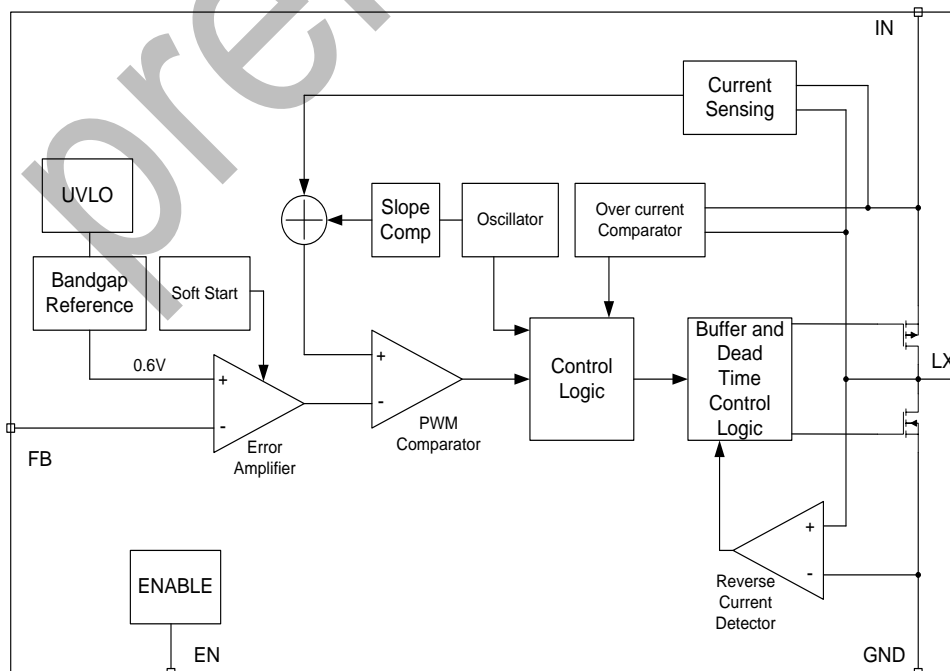 IN
Current
Sensing
UVLO
Slope
Comp
Oscillator
Over current
Comparator
Bandgap
Reference
Soft Start
0.6V
+
-
Error
Amplifier
+
-
PWM
Comparator
Control
Logic
Buffer and
Dead
Time
Control
Logic
LX
FB
+
-
Reverse
Current
Detector
ENABLE
EN
GND